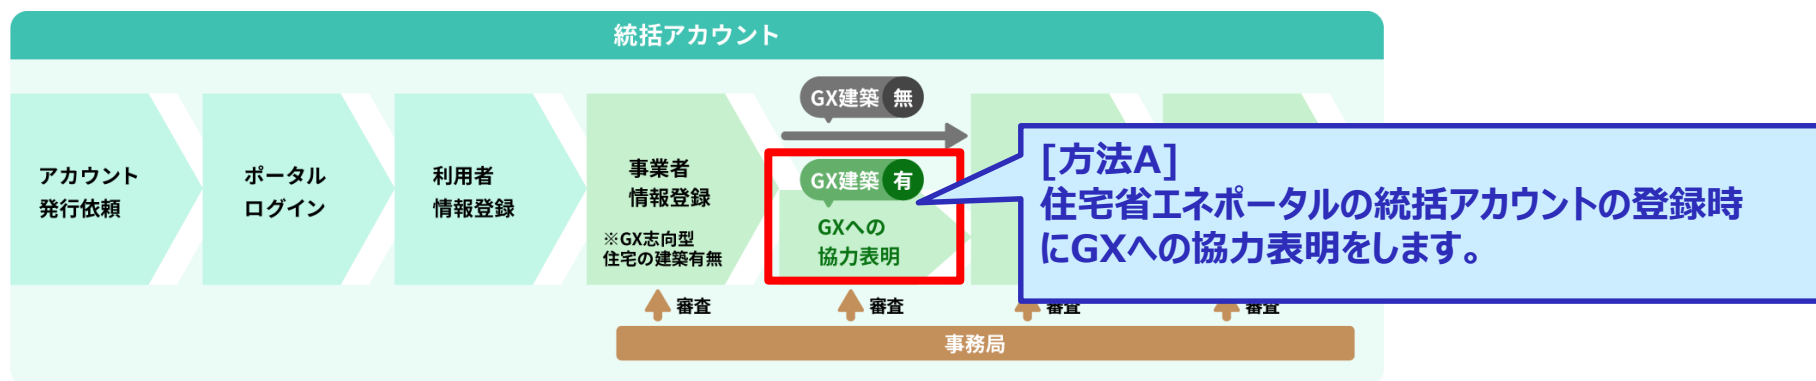 統括アカウント
アカウント
発行依頼
ポータル
ログイン
利用者
情報登録
事業者
情報登録
※GX志向型
住宅の建築有無
GX建築 無
GX建築 有
GXへの
協力表明
[方法A]
住宅省エネポータルの統括アカウントの登録時
にGXへの協力表明をします。
審査
審査
審査
審査
事務局